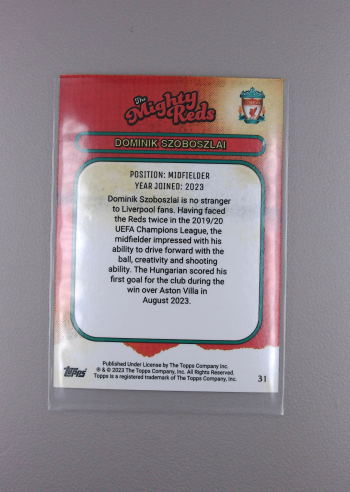 The
Mighty
Reds
DOMINIK SZOBOSZLAI
POSITION: MIDFIELDER
YEAR JOINED: 2023
Dominik Szoboszlai is no stranger
to Liverpool fans. Having faced
the Reds twice in the 2019/20
UEFA Champions League, the
midfielder impressed with his
ability to drive forward with the
ball, creativity and shooting
ability. The Hungarian scored his
first goal for the club during the
win over Aston Villa in
August 2023.
Published Under License by The Topps Company Inc.
® & © 2023 The Topps Company, Inc. All Rights Reserved.
Topps is a registered trademark of The Topps Company, Inc.
Topps
31